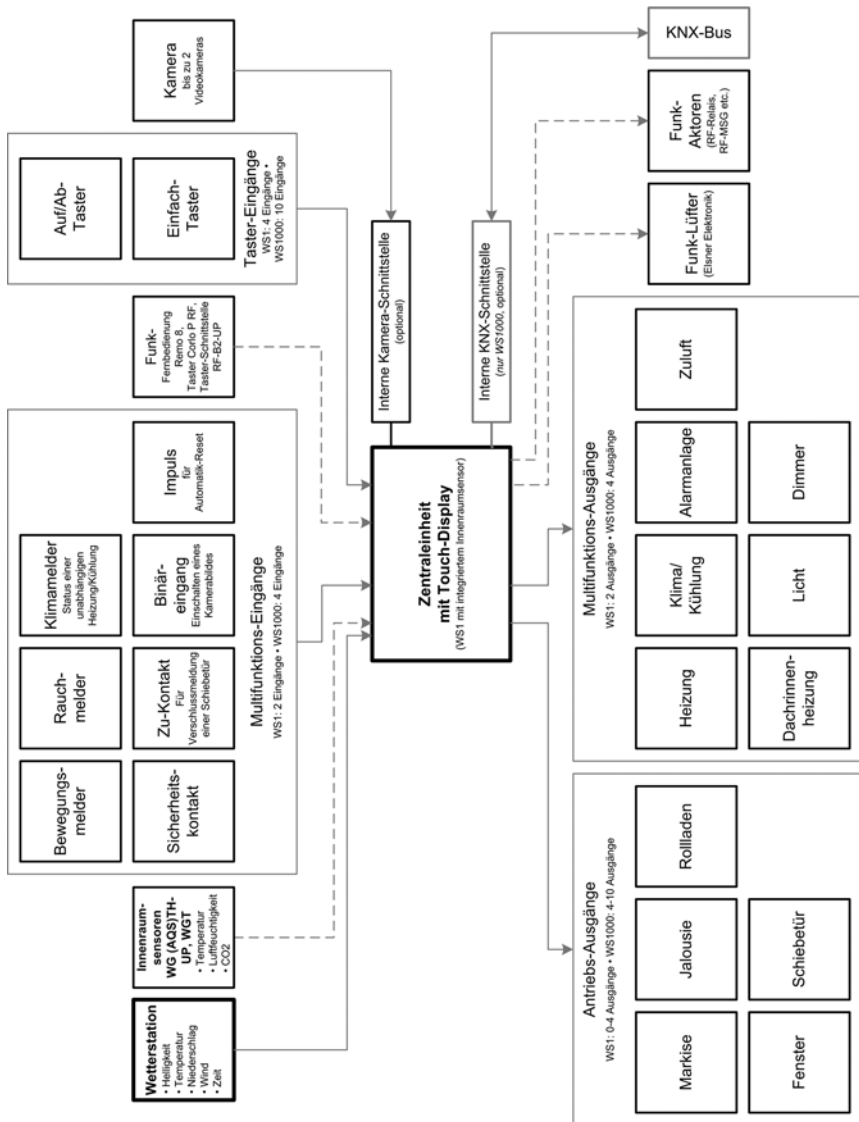 Wetterstation
• Helligkeit
• Temperatur
• Niederschlag
• Wind
• Zeit
Innenraum-
sensoren
WG (AQS)TH-
UP, WGT
• Temperatur
• Luftfeuchtigkeit
• CO2
Bewegungs-
melder
Rauch-
melder
Klimamelder
Status einer
unabhängigen
Heizung/Kühlung
Sicherheits-
kontakt
Zu-Kontakt
Für
Verschlussmeldung
einer Schiebetür
Binär-
eingang
Einschalten eines
Kamerabildes
Impuls
für
Automatik-Reset
Multifunktions-Eingänge
WS1: 2 Eingänge • WS1000: 4 Eingänge
Funk-
Fernbedienung
Remo 8,
Taster Corlo P RF,
Taster-Schnittstelle
RF-B2-UP
Auf/Ab-
Taster
Einfach-
Taster
Taster-Eingänge
WS1: 4 Eingänge •
WS1000: 10 Eingänge
Kamera
bis zu 2
Videokameras
Zentraleinheit
mit Touch-Display
(WS1 mit integriertem Innenraumsensor)
Interne Kamera-Schnittstelle
(optional)
Interne KNX-Schnittstelle
(nur WS1000, optional)
Antriebs-Ausgänge
WS1: 0-4 Ausgänge • WS1000: 4-10 Ausgänge
Markise
Jalousie
Rollladen
Fenster
Schiebetür
Multifunktions-Ausgänge
WS1: 2 Ausgänge • WS1000: 4 Ausgänge
Heizung
Klima/
Kühlung
Alarmanlage
Zuluft
Dachrinnen-
heizung
Licht
Dimmer
Funk-Lüfter
(Elsner Elektronik)
Funk-
Aktoren
(RF-Relais,
RF-MSG etc.)
KNX-Bus